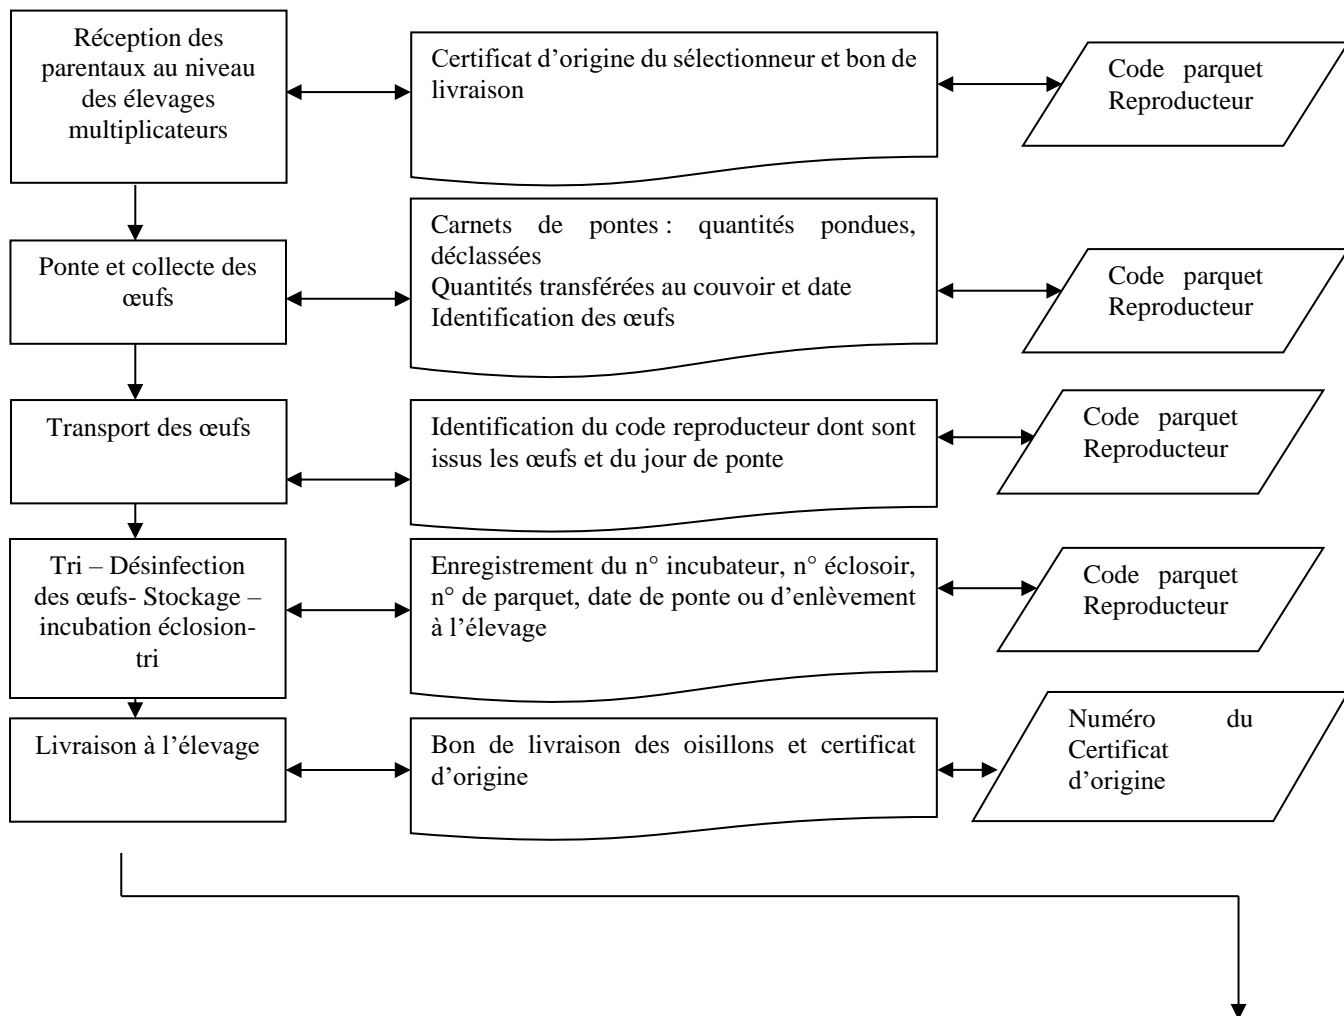 Réception des
parentaux au niveau
des élevages
multiplicateurs
Certificat d’origine du sélectionneur et bon de
livraison
Code parquet
Reproducteur
Ponte et collecte des
œufs
Carnets de pontes : quantités pondues,
déclassées
Quantités transférées au couvoir et date
Identification des œufs
Code parquet
Reproducteur
Transport des œufs
Identification du code reproducteur dont sont
issus les œufs et du jour de ponte
Code parquet
Reproducteur
Tri – Désinfection
des œufs- Stockage –
incubation éclosion-
tri
Enregistrement du n° incubateur, n° éclosoir,
n° de parquet, date de ponte ou d’enlèvement
à l’élevage
Code parquet
Reproducteur
Livraison à l’élevage
Bon de livraison des oisillons et certificat
d’origine
Numéro du
Certificat
d’origine